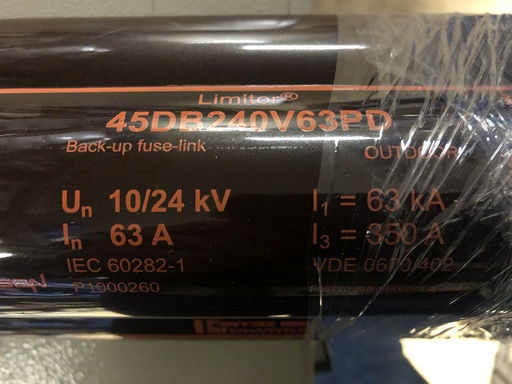 Limitor®
45DB240V63PD
Back-up fuse-link
OUTDOOR
Un 10/24 kV
I1 = 63 kA
In 63 A
I3 = 350 A
IEC 60282-1
VDE 0670/402
P1000260